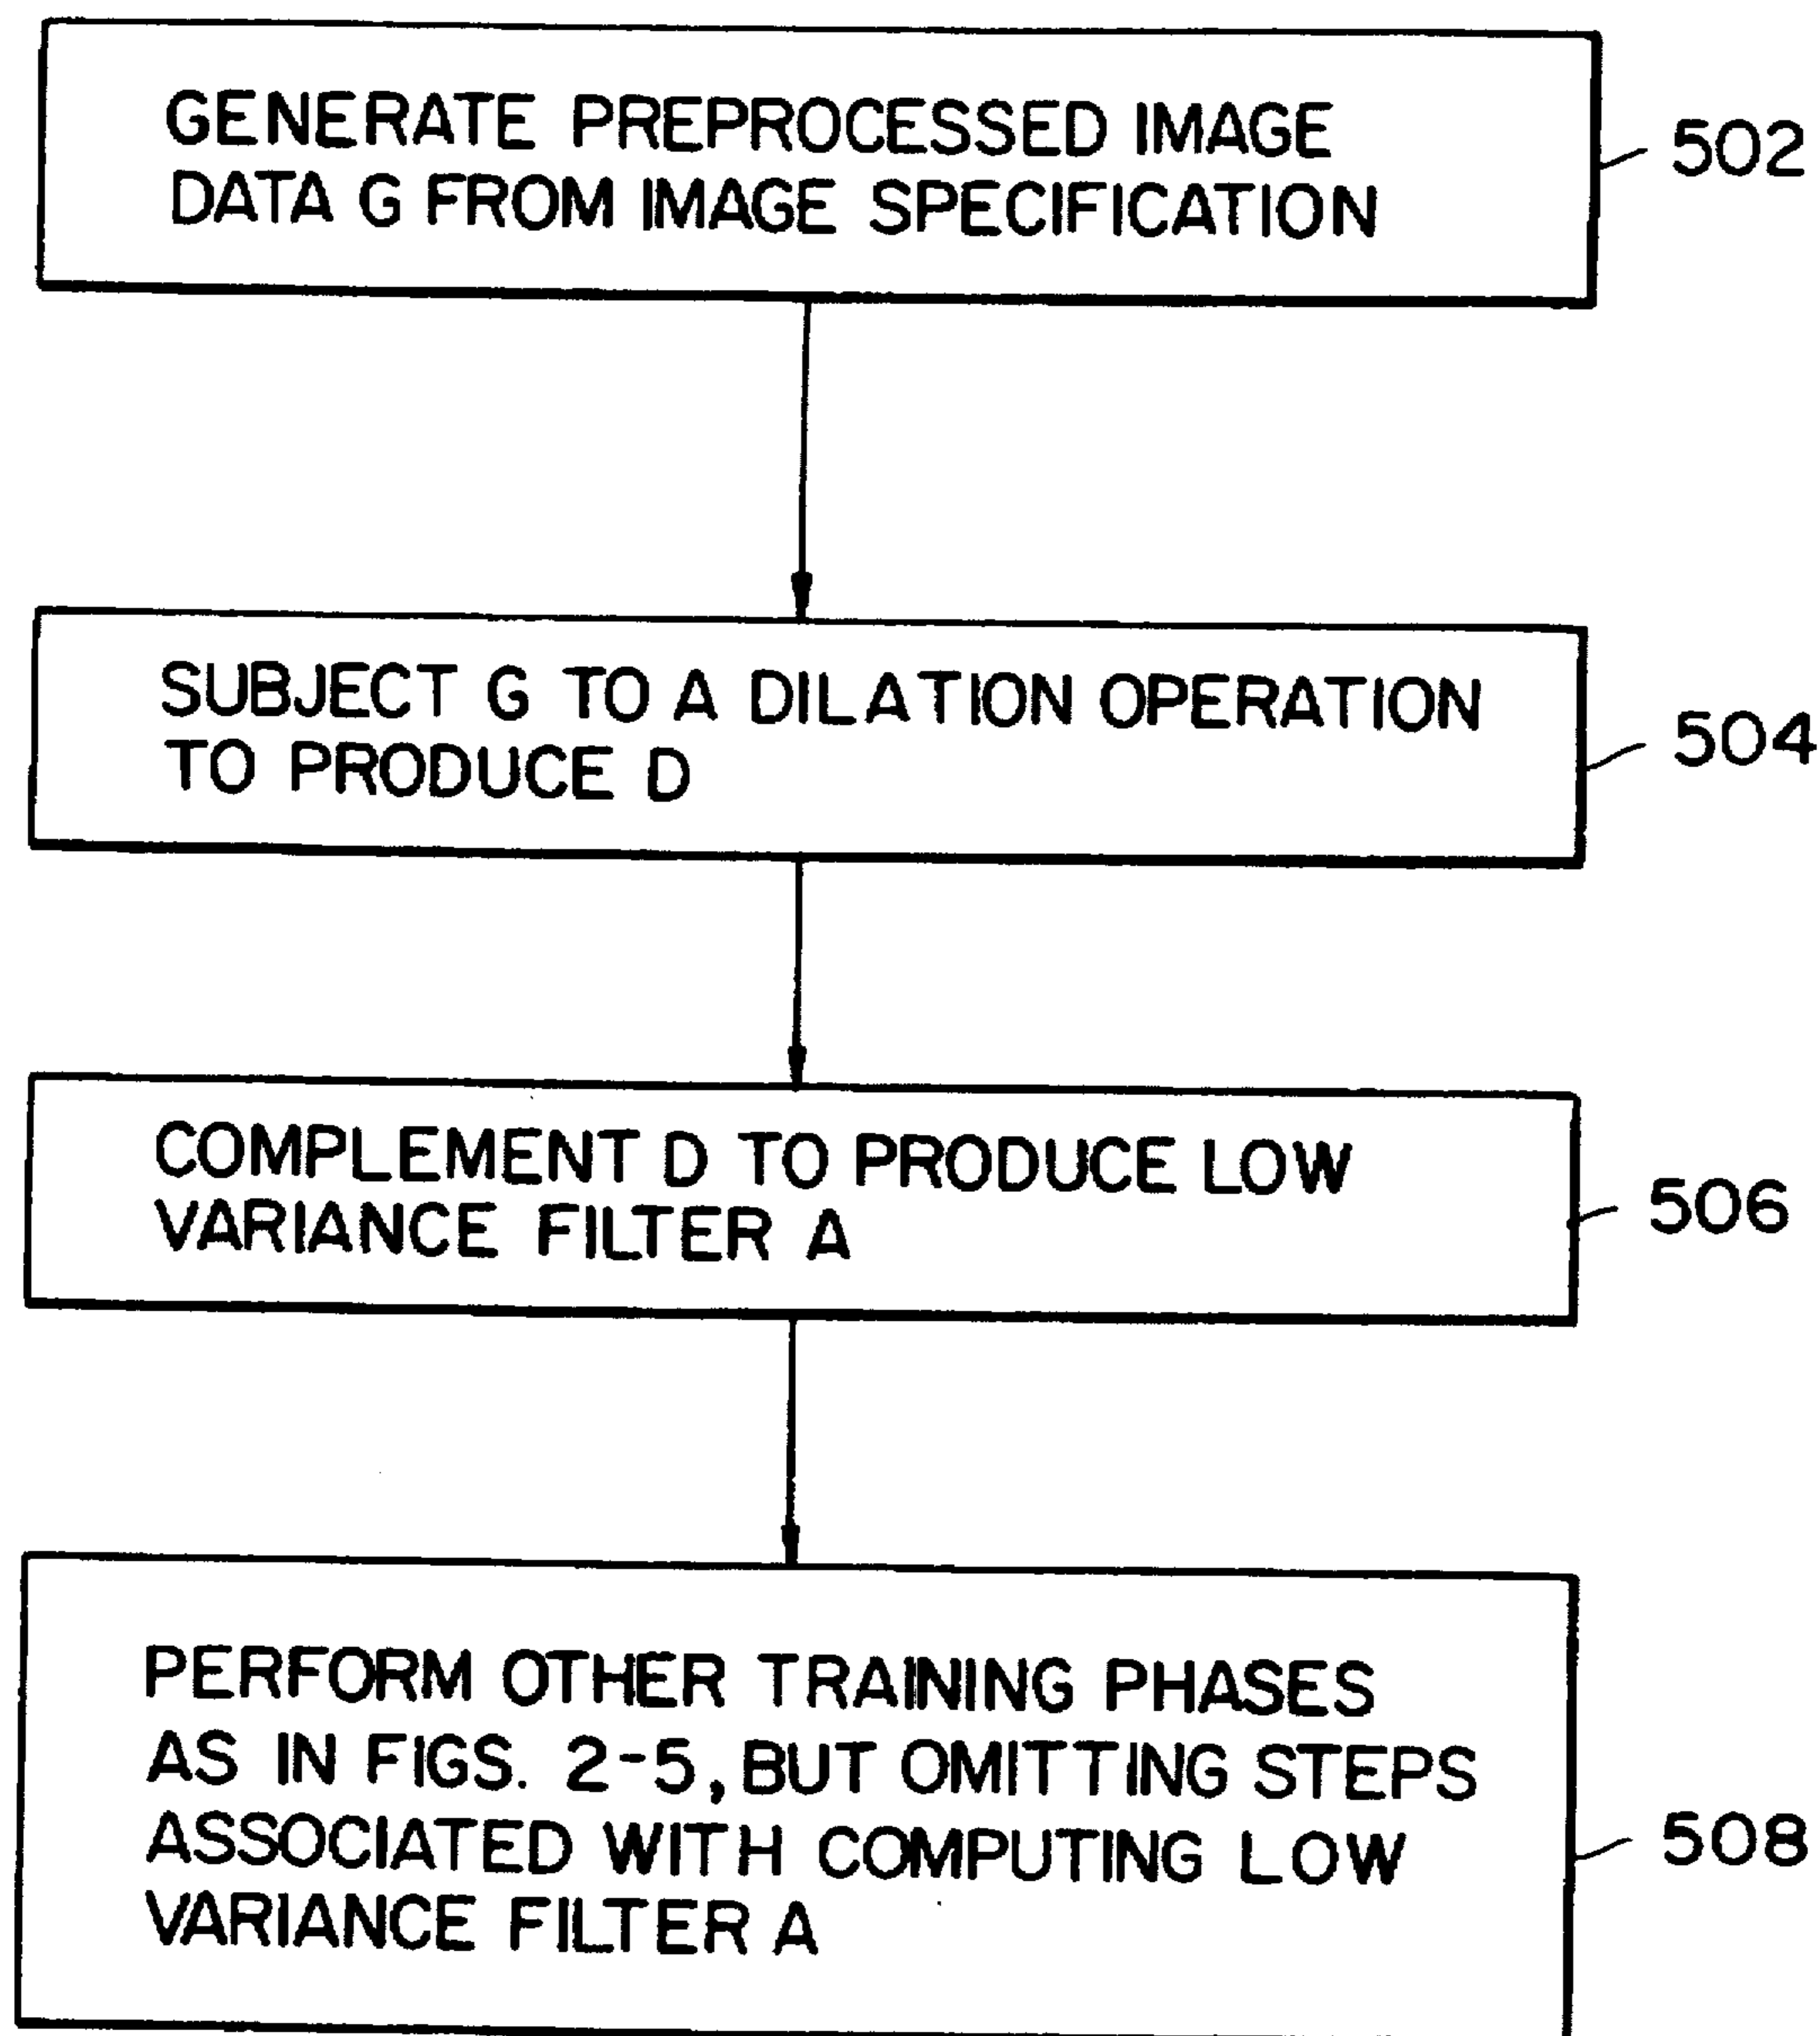 GENERATE PREPROCESSED IMAGE
DATA G FROM IMAGE SPECIFICATION
502
SUBJECT G TO A DILATION OPERATION
TO PRODUCE D
504
COMPLEMENT D TO PRODUCE LOW
VARIANCE FILTER A
506
PERFORM OTHER TRAINING PHASES
AS IN FIGS. 2-5, BUT OMITTING STEPS
ASSOCIATED WITH COMPUTING LOW
VARIANCE FILTER A
508